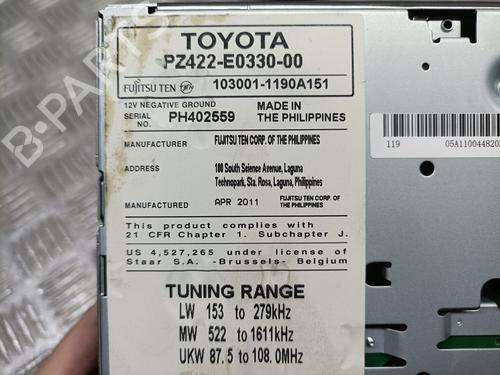 TOYOTA
PZ422-E0330-00
FUJITSU TEN TEN 103001-1190A151
12V NEGATIVE GROUND MADE IN
SERIAL NO. PH402559 THE PHILIPPINES
MANUFACTURER FUJITSU TEN CORP. OF THE PHILIPPINES
ADDRESS 100 South Science Avenue, Laguna
Technopark, Sta. Rosa, Laguna, Philippines
MANUFACTURED APR 2011 FUJITSU TEN CORP. OF
THE PHILIPPINES
This product complies with
21 CFR Chapter 1. Subchapter J.
US 4,527,265 under license of
Staar S.A. -Brussels- Belgium
TUNING RANGE
LW 153 to 279kHz
MW 522 to 1611kHz
UKW 87.5 to 108.0MHz
119 05A1100448202